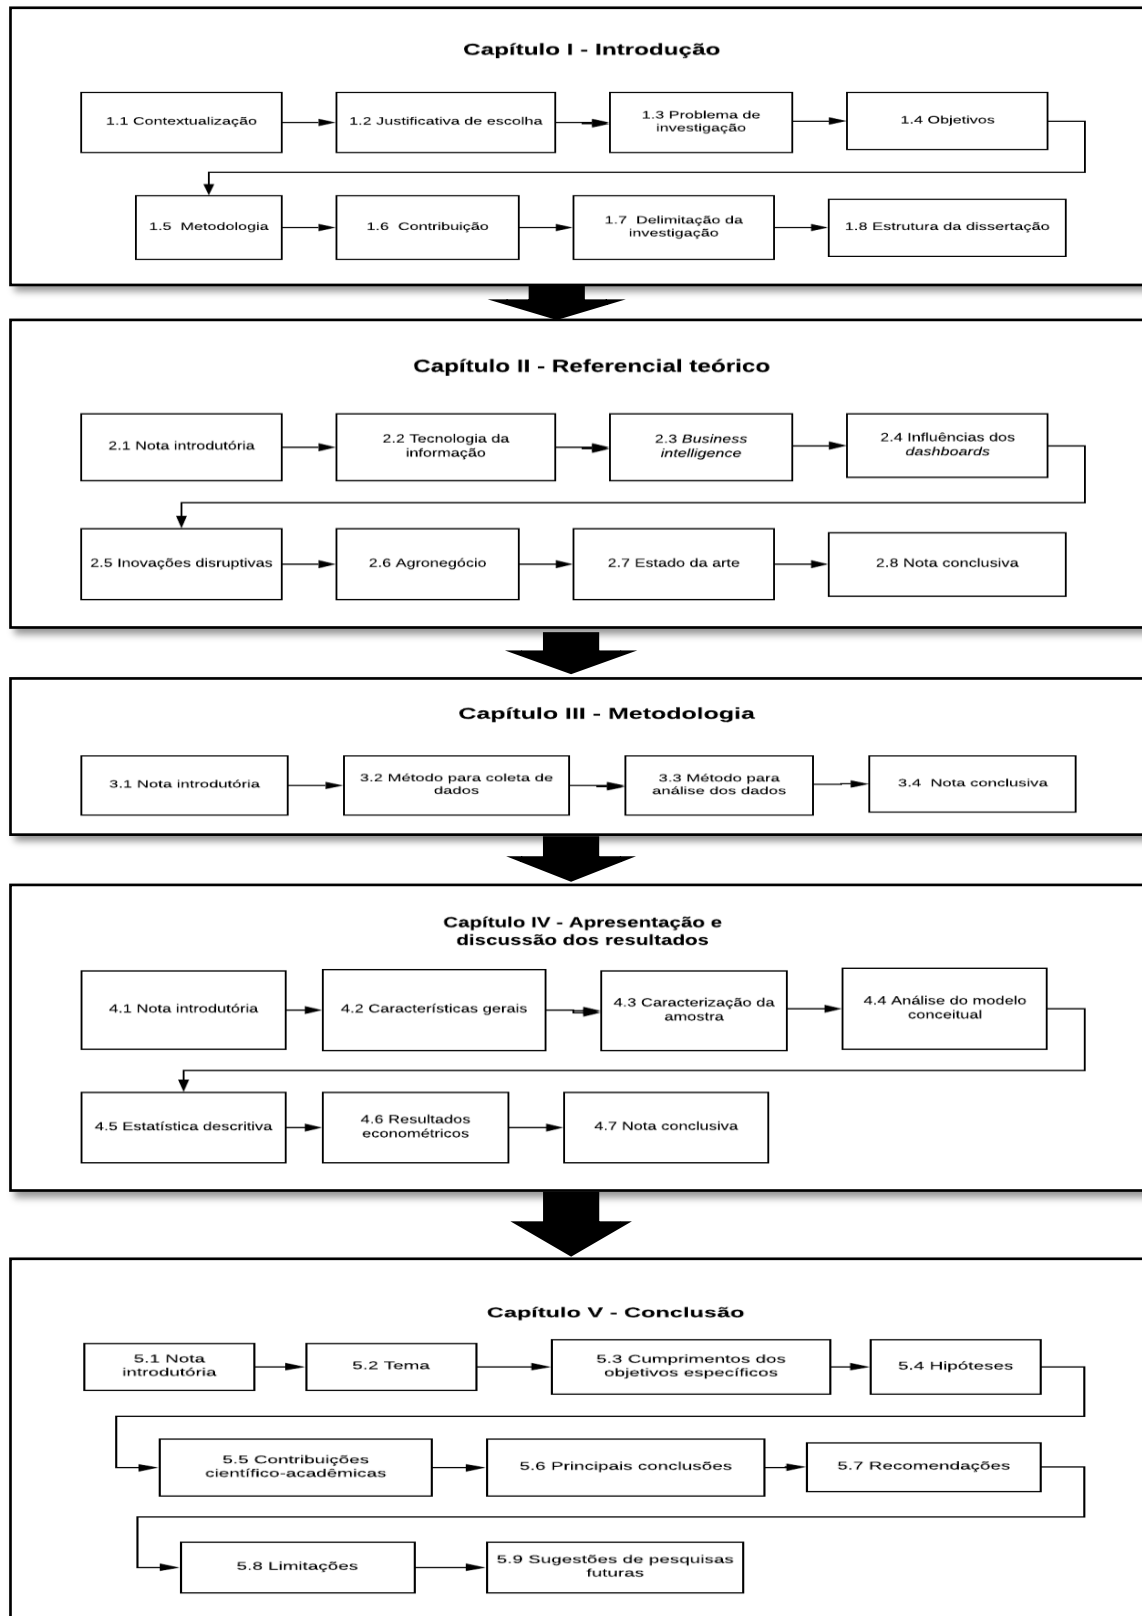 Capítulo I - Introdução
1.1 Contextualização
1.2 Justificativa de escolha
1.3 Problema de
investigação
1.4 Objetivos
1.5 Metodologia
1.6 Contribuição
1.7 Delimitação da
investigação
1.8 Estrutura da dissertação
Capítulo II - Referencial teórico
2.1 Nota introdutória
2.2 Tecnologia da
informação
2.3 Business
intelligence
2.4 Influências dos
dashboards
2.5 Inovações disruptivas
2.6 Agronegócio
2.7 Estado da arte
2.8 Nota conclusiva
Capítulo III - Metodologia
3.1 Nota introdutória
3.2 Método para coleta de
dados
3.3 Método para
análise dos dados
3.4 Nota conclusiva
Capítulo IV - Apresentação e
discussão dos resultados
4.1 Nota introdutória
4.2 Características gerais
4.3 Caracterização da
amostra
4.4 Análise do modelo
conceitual
4.5 Estatística descritiva
4.6 Resultados
econométricos
4.7 Nota conclusiva
Capítulo V - Conclusão
5.1 Nota
introdutória
5.2 Tema
5.3 Cumprimentos dos
objetivos específicos
5.4 Hipóteses
5.5 Contribuições
científico-acadêmicas
5.6 Principais conclusões
5.7 Recomendações
5.8 Limitações
5.9 Sugestões de pesquisas
futuras